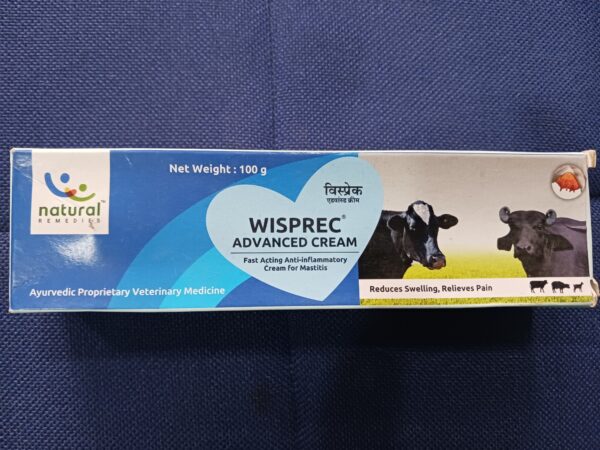 natural
REMEDIES
Net Weight : 100 g
विस्प्रेक
एडवांस्ड क्रीम
WISPREC®
ADVANCED CREAM
Fast Acting Anti-inflammatory
Cream for Mastitis
Ayurvedic Proprietary Veterinary Medicine
Reduces Swelling, Relieves Pain